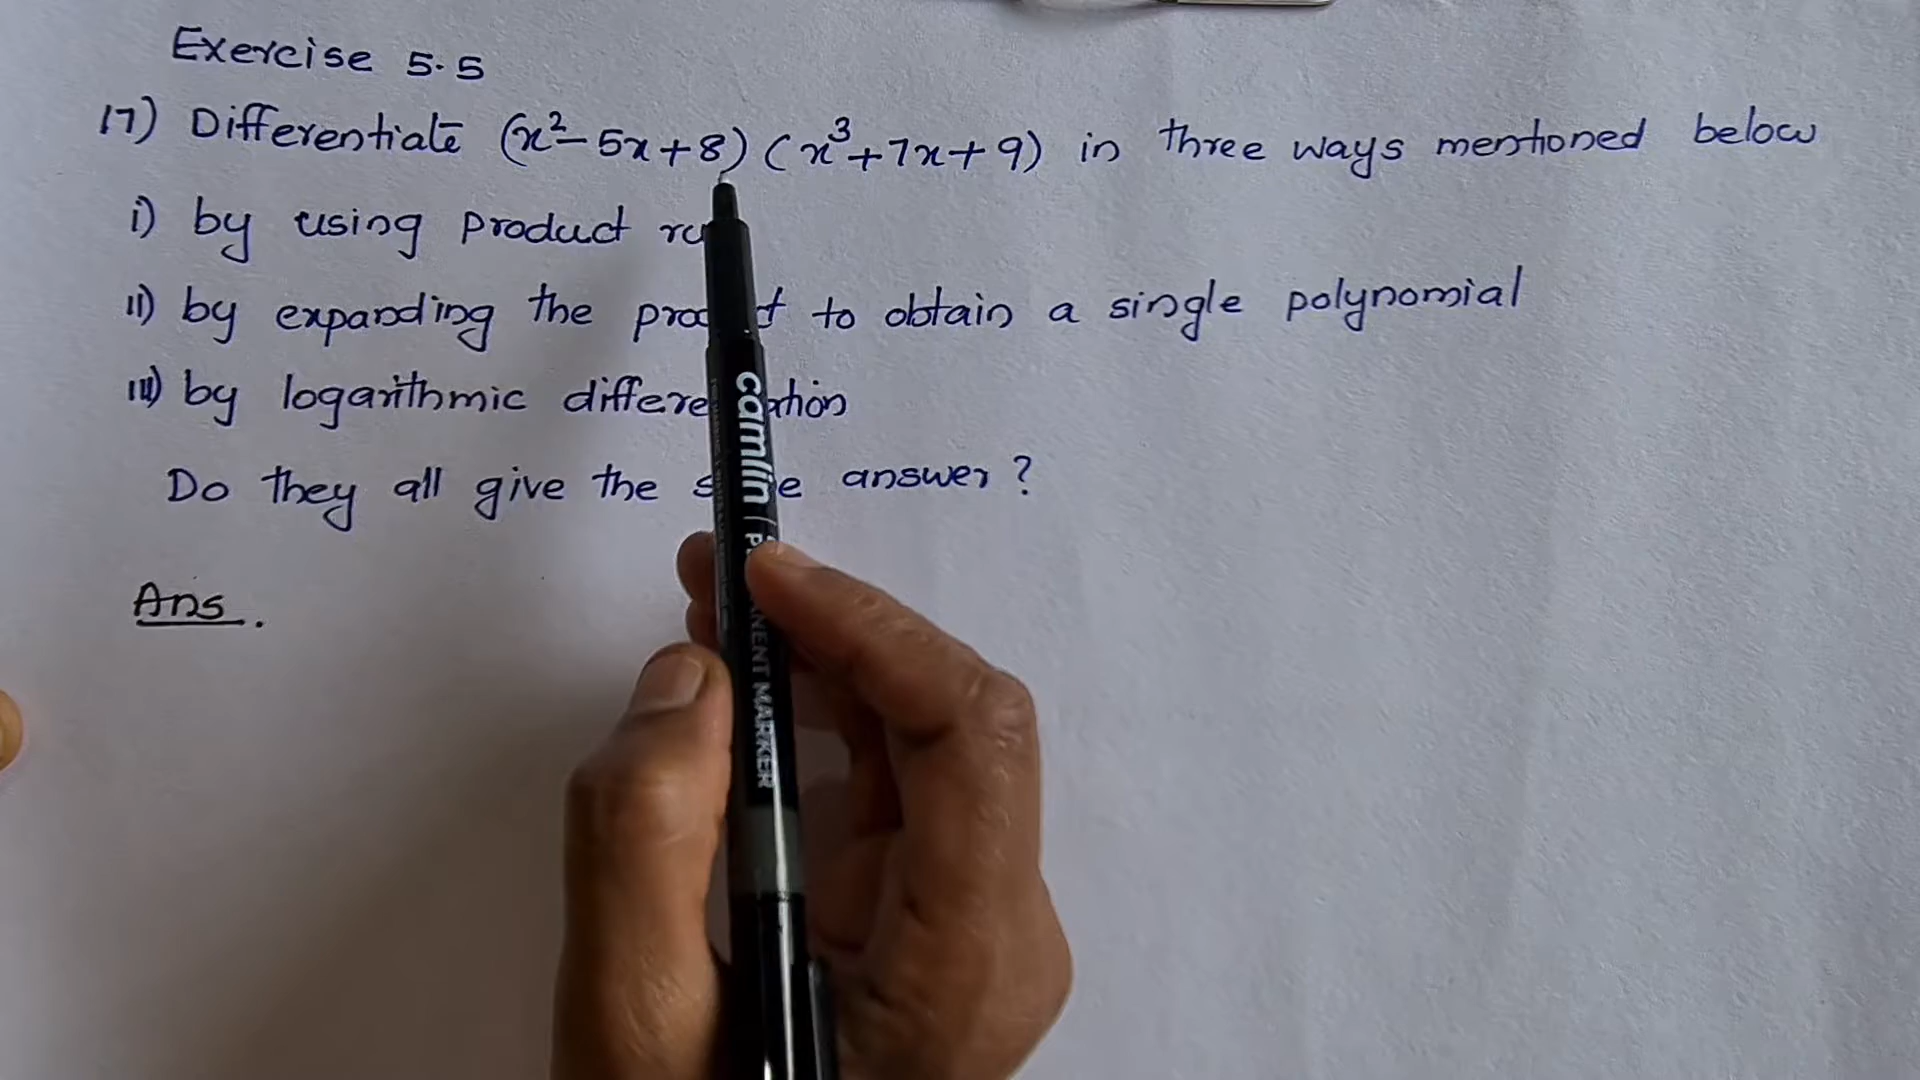 Exercise 5.5
17) Differentiate (x²-5x+8)(x³+7x+9) in three ways mentioned below
i) by using product
ii) by expanding the to obtain a single polynomial
iii) by logarithmic
Do they all give the answer?
Ans.
camlin
MARKER